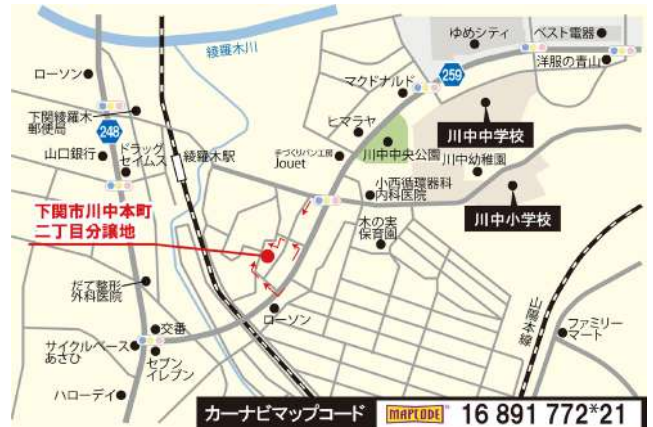 ゆめシティ
ベスト電器
綾羅木川
洋服の青山
ローソン
マクドナルド
259
下関綾羅木
郵便局
ヒマラヤ
川中中学校
248
山口銀行
ドラッグ
セイムス
綾羅木駅
手づくりパン工房
Jouet
川中中央公園
川中幼稚園
小西循環器科
内科医院
川中小学校
下関市川中本町
二丁目分譲地
木の実
保育園
だて整形
外科医院
ローソン
山陽本線
交番
ファミリー
マート
サイクルベース
あさひ
セブン
イレブン
ハローデイ
カーナビマップコード
MAPCODE
16 891 772*21